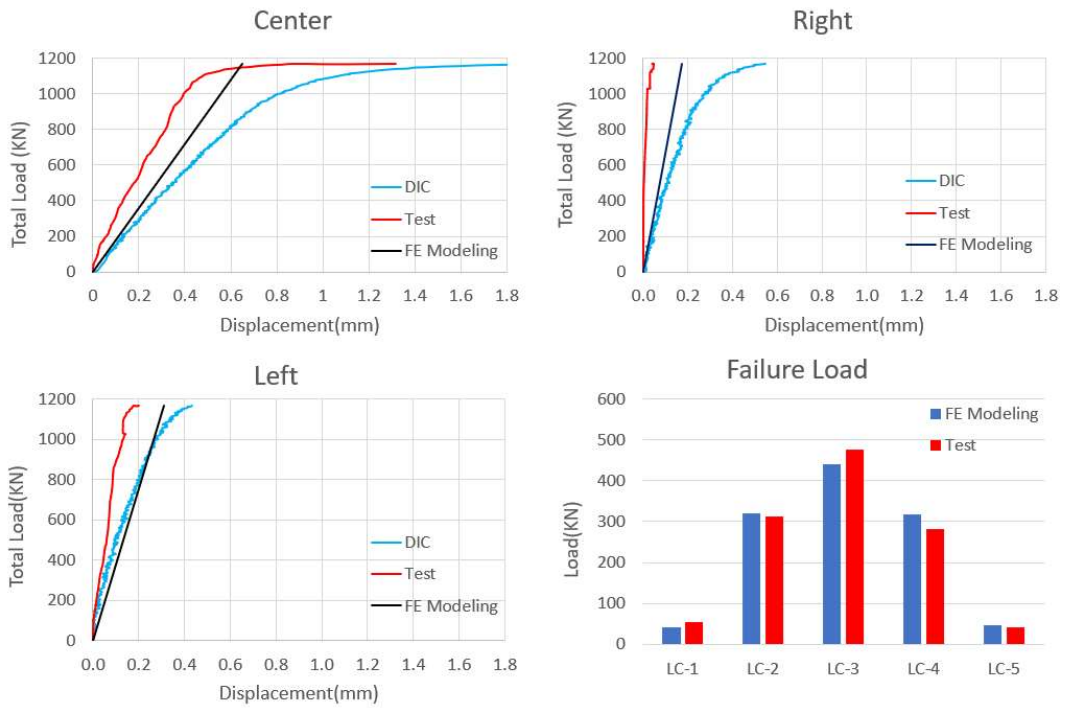 Center
1200
1000
800
600
400
200
0
Total Load (KN)
DIC
Test
FE Modeling
0 0.2 0.4 0.6 0.8 1 1.2 1.4 1.6 1.8
Displacement(mm)
Right
1200
1000
800
600
400
200
0
Total Load (KN)
DIC
Test
FE Modeling
0.0 0.2 0.4 0.6 0.8 1.0 1.2 1.4 1.6 1.8
Displacement(mm)
Left
1200
1000
800
600
400
200
0
Total Load(KN)
DIC
Test
FE Modeling
0.0 0.2 0.4 0.6 0.8 1.0 1.2 1.4 1.6 1.8
Displacement(mm)
Failure Load
600
500
400
300
200
100
0
Load(KN)
FE Modeling
Test
LC-1 LC-2 LC-3 LC-4 LC-5